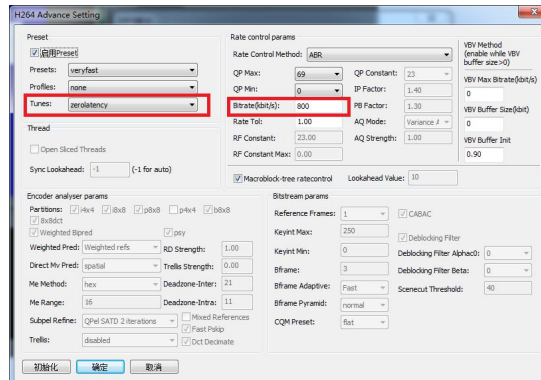 H264 Advance Setting
Preset
启用Preset
Presets: veryfast
Profiles: none
Tunes: zerolatency
Thread
Open Sliced Threads
Sync Lookahead: -1 (-1 for auto)
Rate control params
Rate Control Method: ABR
QP Max: 69 QP Constant: 23
QP Min: 0 IP Factor: 1.40
Bitrate(kbit/s): 800 PB Factor: 1.30
Rate Tol: 1.00 AQ Mode: Variance
RF Constant: 23.00 AQ Strength: 1.00
RF Constant Max: 0.00
Macroblock-tree ratecontrol Lookahead Value: 10
VBV Method
(enable while VBV
buffer size>0)
VBV Max Bitrate(kbit/s)
0
VBV Buffer Size(kbit)
0
VBV Buffer Init
0.90
Encoder analyser params
Partitions: i4x4 i8x8 p8x8 p4x4 b8x8
8x8dct
Weighted Bipred psy
Weighted Pred: Weighted refs RD Strength: 1.00
Direct Mv Pred: spatial Trellis Strength: 0.00
Me Method: hex Deadzone-Inter: 21
Me Range: 16 Deadzone-Intra: 11
Subpel Refine: QPel SATD 2 iterations Mixed References
Fast Pskip
Trellis: disabled Dct Decimate
Bitstream params
Reference Frames: 1 CABAC
Keyint Max: 250 Deblocking Filter
Keyint Min: 0 Deblocking Filter Alphac0: 0
Bframe: 3 Deblocking Filter Beta: 0
Bframe Adaptive: Fast Scenecut Threshold: 40
Bframe Pyramid: normal
CQM Preset: flat
初始化 确定 取消